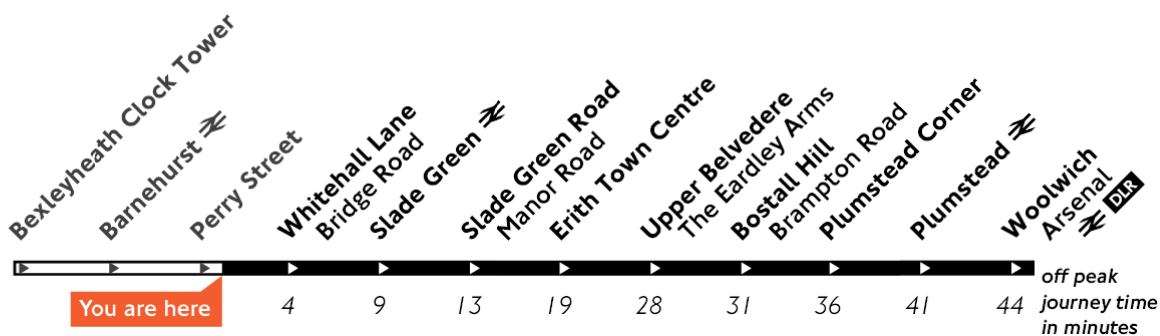 Bexleyheath Clock Tower
Barnehurst
Perry Street
Whitehall Lane
Bridge Road
Slade Green
Slade Green Road
Manor Road
Erith Town Centre
Upper Belvedere
The Eardley Arms
Bostall Hill
Brampton Road
Plumstead Corner
Plumstead
Woolwich
Arsenal
DLR
You are here
4 9 13 19 28 31 36 41 44
off peak
journey time
in minutes